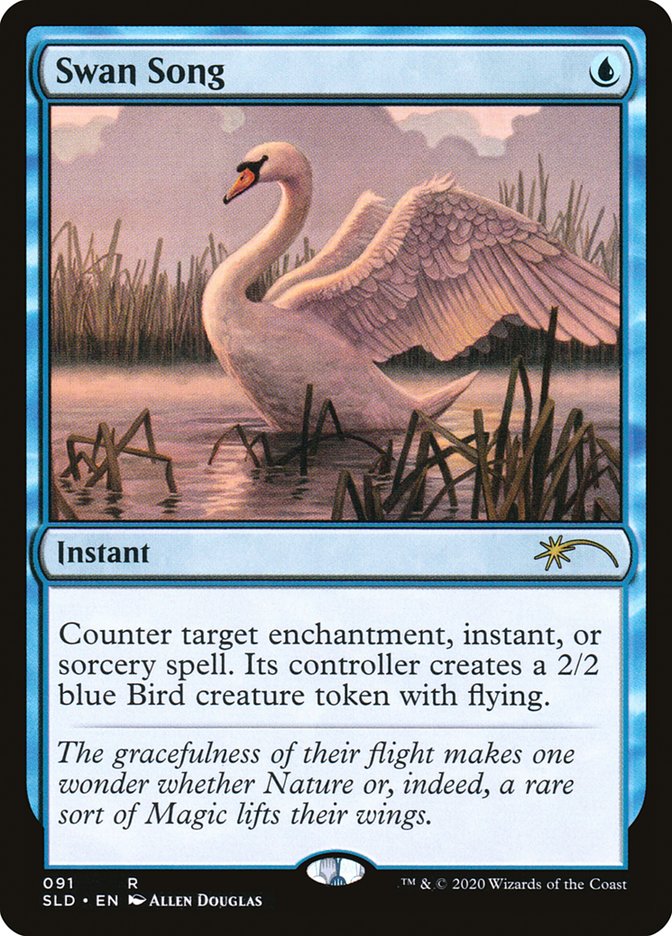 Swan Song
Instant
Counter target enchantment, instant, or
sorcery spell. Its controller creates a 2/2
blue Bird creature token with flying.
The gracefulness of their flight makes one
wonder whether Nature or, indeed, a rare
sort of Magic lifts their wings.
091 R
SLD • EN Allen Douglas
™ & © 2020 Wizards of the Coast